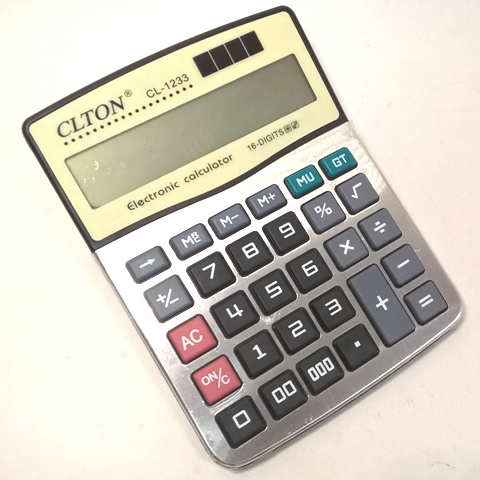 CLTON® CL-1233
Electronic calculator 16-DIGITS
→ MR M- M+ MU GT
+/- 7 8 9 % √
AC 4 5 6 × ÷
ON/C 1 2 3 + −
0 00 000 . =